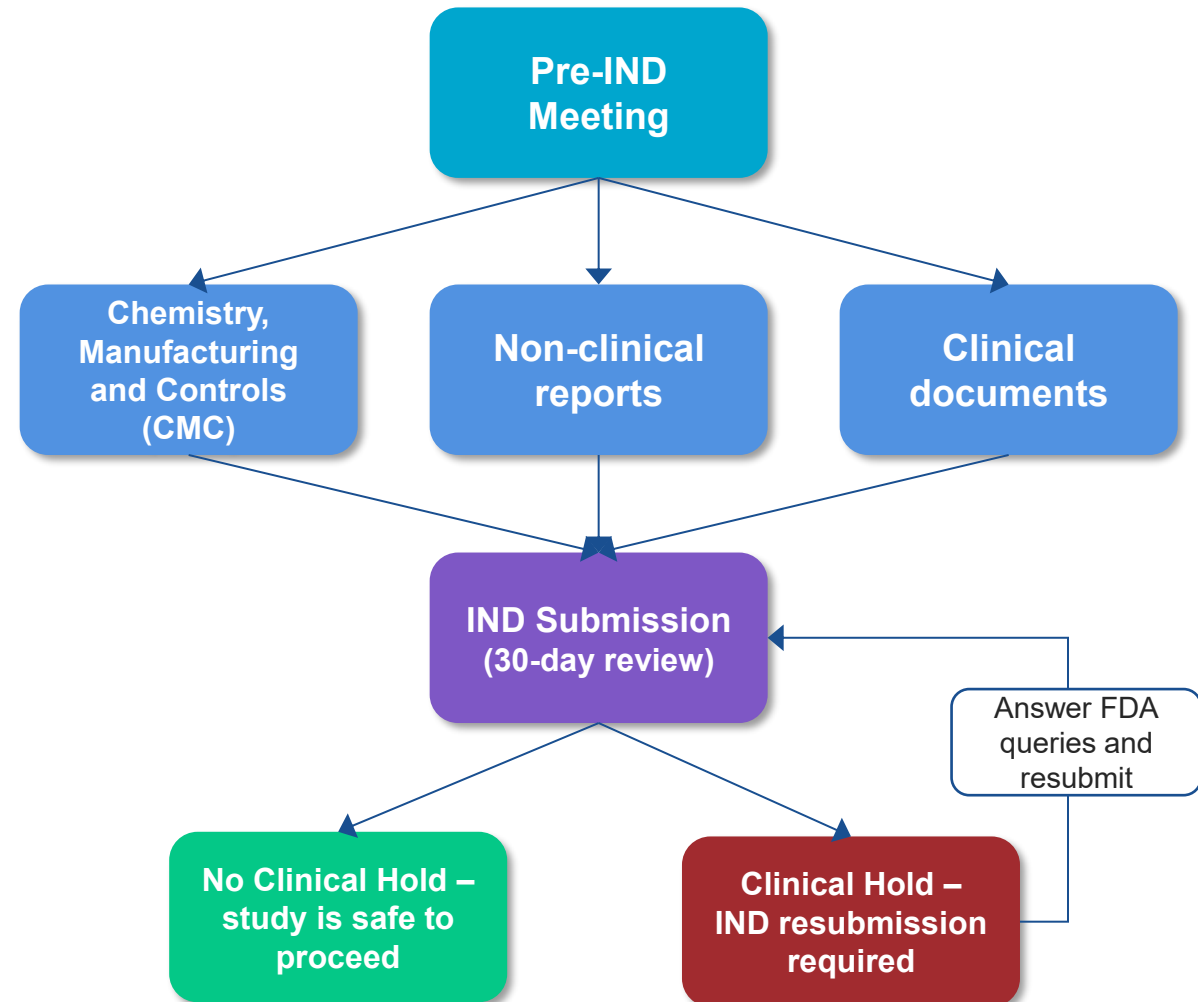 Pre-IND
Meeting
Chemistry,
Manufacturing
and Controls
(CMC)
Non-clinical
reports
Clinical
documents
IND Submission
(30-day review)
Answer FDA
queries and
resubmit
No Clinical Hold –
study is safe to
proceed
Clinical Hold –
IND resubmission
required